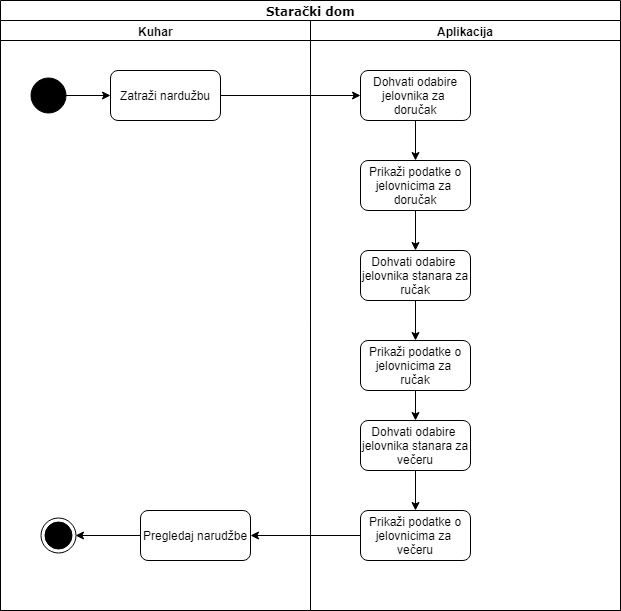 Starački dom
Kuhar
Aplikacija
Zatraži nardužbu
Dohvati odabire
jelovnika za
doručak
Prikaži podatke o
jelovnicima za
doručak
Dohvati odabire
jelovnika stanara za
ručak
Prikaži podatke o
jelovnicima za
ručak
Dohvati odabire
jelovnika stanara za
večeru
Prikaži podatke o
jelovnicima za
večeru
Pregledaj narudžbe